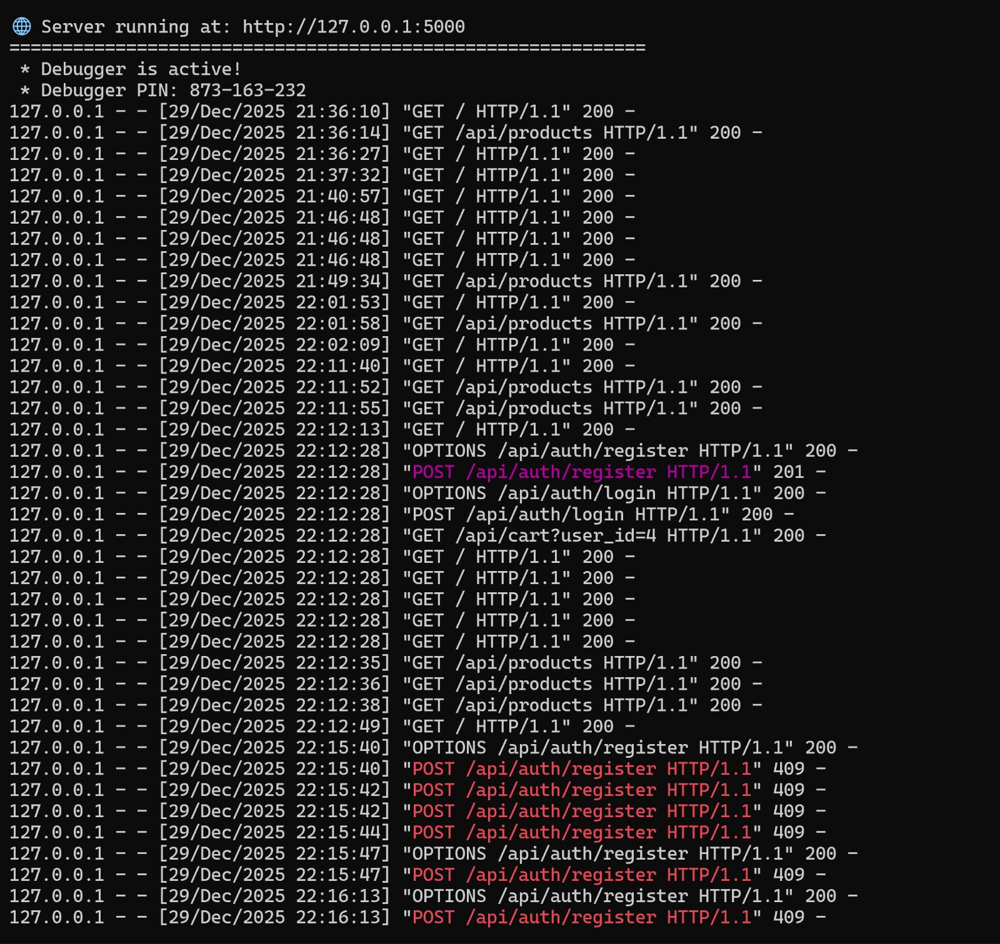 🌐 Server running at: http://127.0.0.1:5000
============================================================
 * Debugger is active!
 * Debugger PIN: 873-163-232
127.0.0.1 - - [29/Dec/2025 21:36:10] "GET / HTTP/1.1" 200 -
127.0.0.1 - - [29/Dec/2025 21:36:14] "GET /api/products HTTP/1.1" 200 -
127.0.0.1 - - [29/Dec/2025 21:36:27] "GET / HTTP/1.1" 200 -
127.0.0.1 - - [29/Dec/2025 21:37:32] "GET / HTTP/1.1" 200 -
127.0.0.1 - - [29/Dec/2025 21:40:57] "GET / HTTP/1.1" 200 -
127.0.0.1 - - [29/Dec/2025 21:46:48] "GET / HTTP/1.1" 200 -
127.0.0.1 - - [29/Dec/2025 21:46:48] "GET / HTTP/1.1" 200 -
127.0.0.1 - - [29/Dec/2025 21:46:48] "GET / HTTP/1.1" 200 -
127.0.0.1 - - [29/Dec/2025 21:49:34] "GET /api/products HTTP/1.1" 200 -
127.0.0.1 - - [29/Dec/2025 22:01:53] "GET / HTTP/1.1" 200 -
127.0.0.1 - - [29/Dec/2025 22:01:58] "GET /api/products HTTP/1.1" 200 -
127.0.0.1 - - [29/Dec/2025 22:02:09] "GET / HTTP/1.1" 200 -
127.0.0.1 - - [29/Dec/2025 22:11:40] "GET / HTTP/1.1" 200 -
127.0.0.1 - - [29/Dec/2025 22:11:52] "GET /api/products HTTP/1.1" 200 -
127.0.0.1 - - [29/Dec/2025 22:11:55] "GET /api/products HTTP/1.1" 200 -
127.0.0.1 - - [29/Dec/2025 22:12:13] "GET / HTTP/1.1" 200 -
127.0.0.1 - - [29/Dec/2025 22:12:28] "OPTIONS /api/auth/register HTTP/1.1" 200 -
127.0.0.1 - - [29/Dec/2025 22:12:28] "POST /api/auth/register HTTP/1.1" 201 -
127.0.0.1 - - [29/Dec/2025 22:12:28] "OPTIONS /api/auth/login HTTP/1.1" 200 -
127.0.0.1 - - [29/Dec/2025 22:12:28] "POST /api/auth/login HTTP/1.1" 200 -
127.0.0.1 - - [29/Dec/2025 22:12:28] "GET /api/cart?user_id=4 HTTP/1.1" 200 -
127.0.0.1 - - [29/Dec/2025 22:12:28] "GET / HTTP/1.1" 200 -
127.0.0.1 - - [29/Dec/2025 22:12:28] "GET / HTTP/1.1" 200 -
127.0.0.1 - - [29/Dec/2025 22:12:28] "GET / HTTP/1.1" 200 -
127.0.0.1 - - [29/Dec/2025 22:12:28] "GET / HTTP/1.1" 200 -
127.0.0.1 - - [29/Dec/2025 22:12:28] "GET / HTTP/1.1" 200 -
127.0.0.1 - - [29/Dec/2025 22:12:35] "GET /api/products HTTP/1.1" 200 -
127.0.0.1 - - [29/Dec/2025 22:12:36] "GET /api/products HTTP/1.1" 200 -
127.0.0.1 - - [29/Dec/2025 22:12:38] "GET /api/products HTTP/1.1" 200 -
127.0.0.1 - - [29/Dec/2025 22:12:49] "GET / HTTP/1.1" 200 -
127.0.0.1 - - [29/Dec/2025 22:15:40] "OPTIONS /api/auth/register HTTP/1.1" 200 -
127.0.0.1 - - [29/Dec/2025 22:15:40] "POST /api/auth/register HTTP/1.1" 409 -
127.0.0.1 - - [29/Dec/2025 22:15:42] "POST /api/auth/register HTTP/1.1" 409 -
127.0.0.1 - - [29/Dec/2025 22:15:42] "POST /api/auth/register HTTP/1.1" 409 -
127.0.0.1 - - [29/Dec/2025 22:15:44] "POST /api/auth/register HTTP/1.1" 409 -
127.0.0.1 - - [29/Dec/2025 22:15:47] "OPTIONS /api/auth/register HTTP/1.1" 200 -
127.0.0.1 - - [29/Dec/2025 22:15:47] "POST /api/auth/register HTTP/1.1" 409 -
127.0.0.1 - - [29/Dec/2025 22:16:13] "OPTIONS /api/auth/register HTTP/1.1" 200 -
127.0.0.1 - - [29/Dec/2025 22:16:13] "POST /api/auth/register HTTP/1.1" 409 -